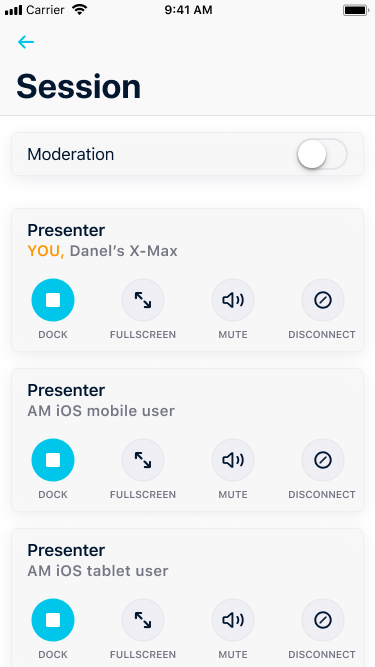 Carrier 9:41 AM
Session
Moderation
Presenter
YOU, Danel's X-Max
DOCK FULLSCREEN MUTE DISCONNECT
Presenter
AM iOS mobile user
DOCK FULLSCREEN MUTE DISCONNECT
Presenter
AM iOS tablet user
DOCK FULLSCREEN MUTE DISCONNECT